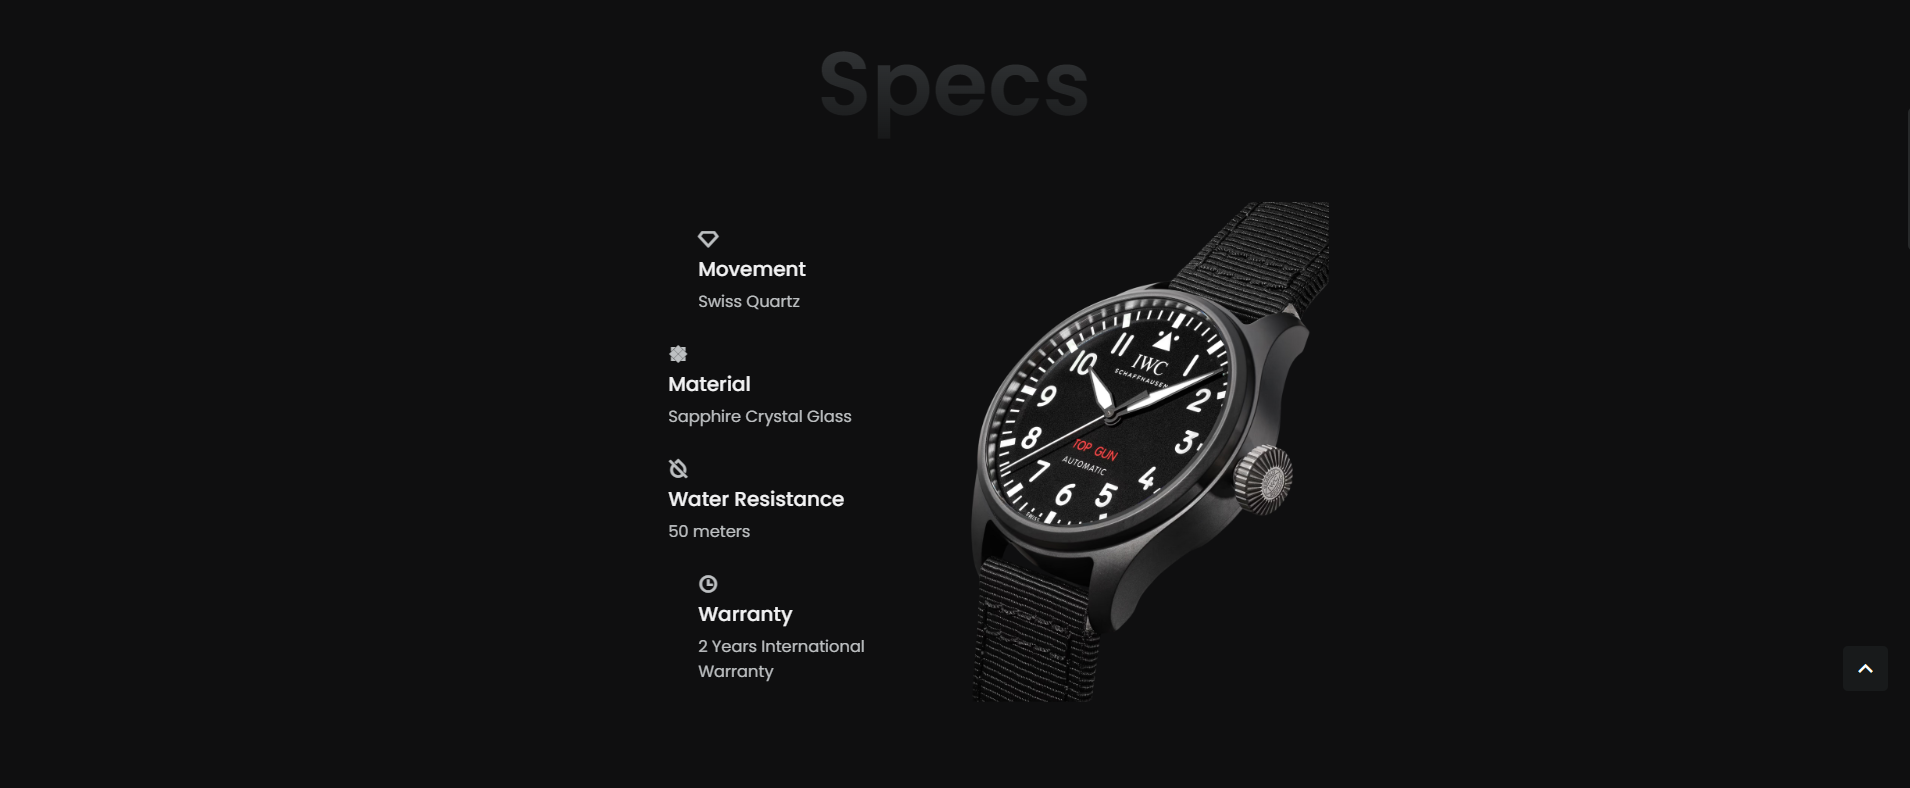 Specs
Movement
Swiss Quartz
Material
Sapphire Crystal Glass
Water Resistance
50 meters
Warranty
2 Years International
Warranty
11
1
10
IWC
SCHAFFHAUSEN
2
9
3
8
TOP GUN
AUTOMATIC
4
7
6
5
SWISS